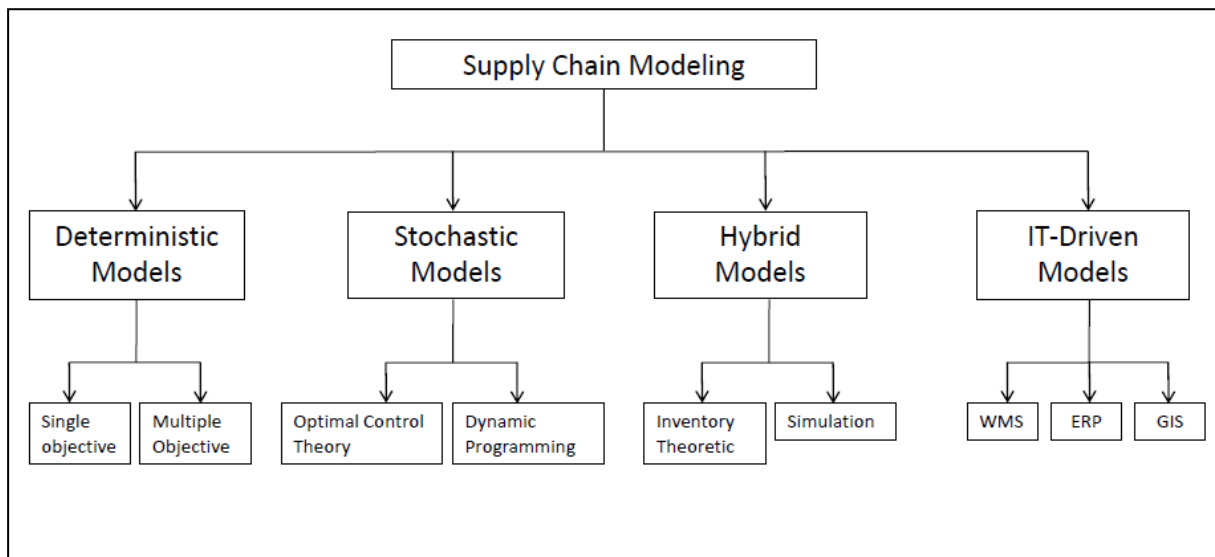 Supply Chain Modeling
Deterministic
Models
Stochastic
Models
Hybrid
Models
IT-Driven
Models
Single
objective
Multiple
Objective
Optimal Control
Theory
Dynamic
Programming
Inventory
Theoretic
Simulation
WMS
ERP
GIS